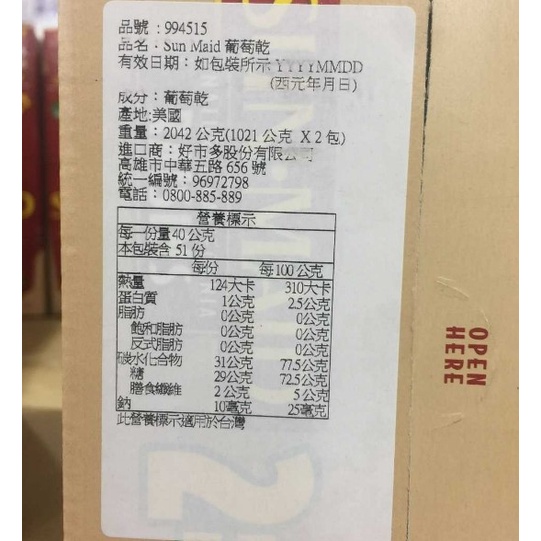 品號：994515
品名：Sun Maid 葡萄乾
有效日期：如包裝所示 YYYYMMDD
(西元年月日)
成分：葡萄乾
產地:美國
重量：2042 公克(1021 公克 X 2 包)
進口商：好市多股份有限公司
高雄市中華五路 656 號
統一編號：96972798
電話：0800-885-889
營養標示
每一份量 40 公克
本包裝含 51 份
每份 每 100 公克
熱量 124大卡 310大卡
蛋白質 1公克 2.5公克
脂肪 0公克 0公克
飽和脂肪 0公克 0公克
反式脂肪 0公克 0公克
碳水化合物 31公克 77.5公克
糖 29公克 72.5公克
膳食纖維 2 公克 5 公克
鈉 10毫克 25毫克
此營養標示適用於台灣
OPEN
HERE